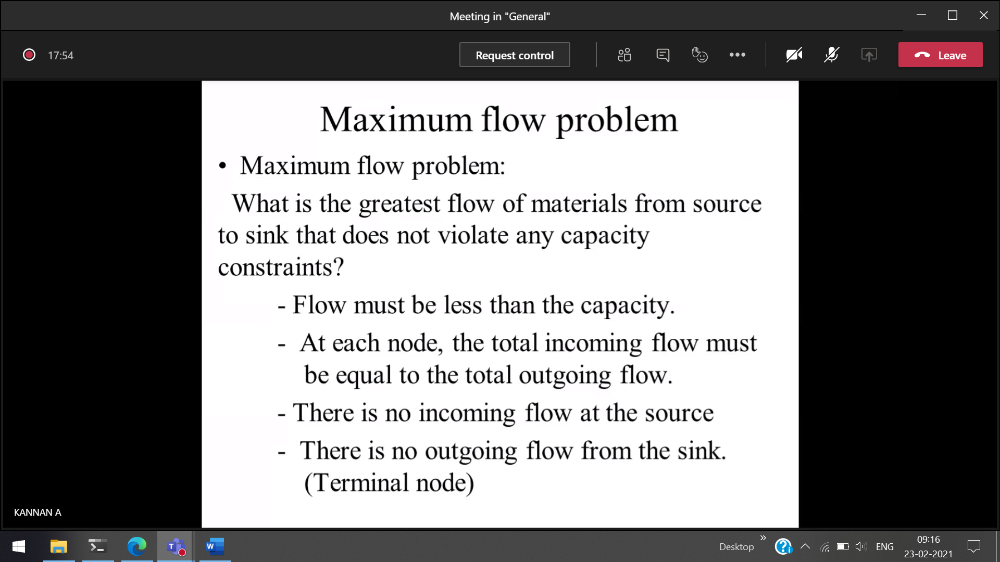 Meeting in "General"
17:54
Request control
Leave
Maximum flow problem
• Maximum flow problem:
What is the greatest flow of materials from source
to sink that does not violate any capacity
constraints?
- Flow must be less than the capacity.
- At each node, the total incoming flow must
be equal to the total outgoing flow.
- There is no incoming flow at the source
- There is no outgoing flow from the sink.
(Terminal node)
KANNAN A
Desktop
ENG
09:16
23-02-2021